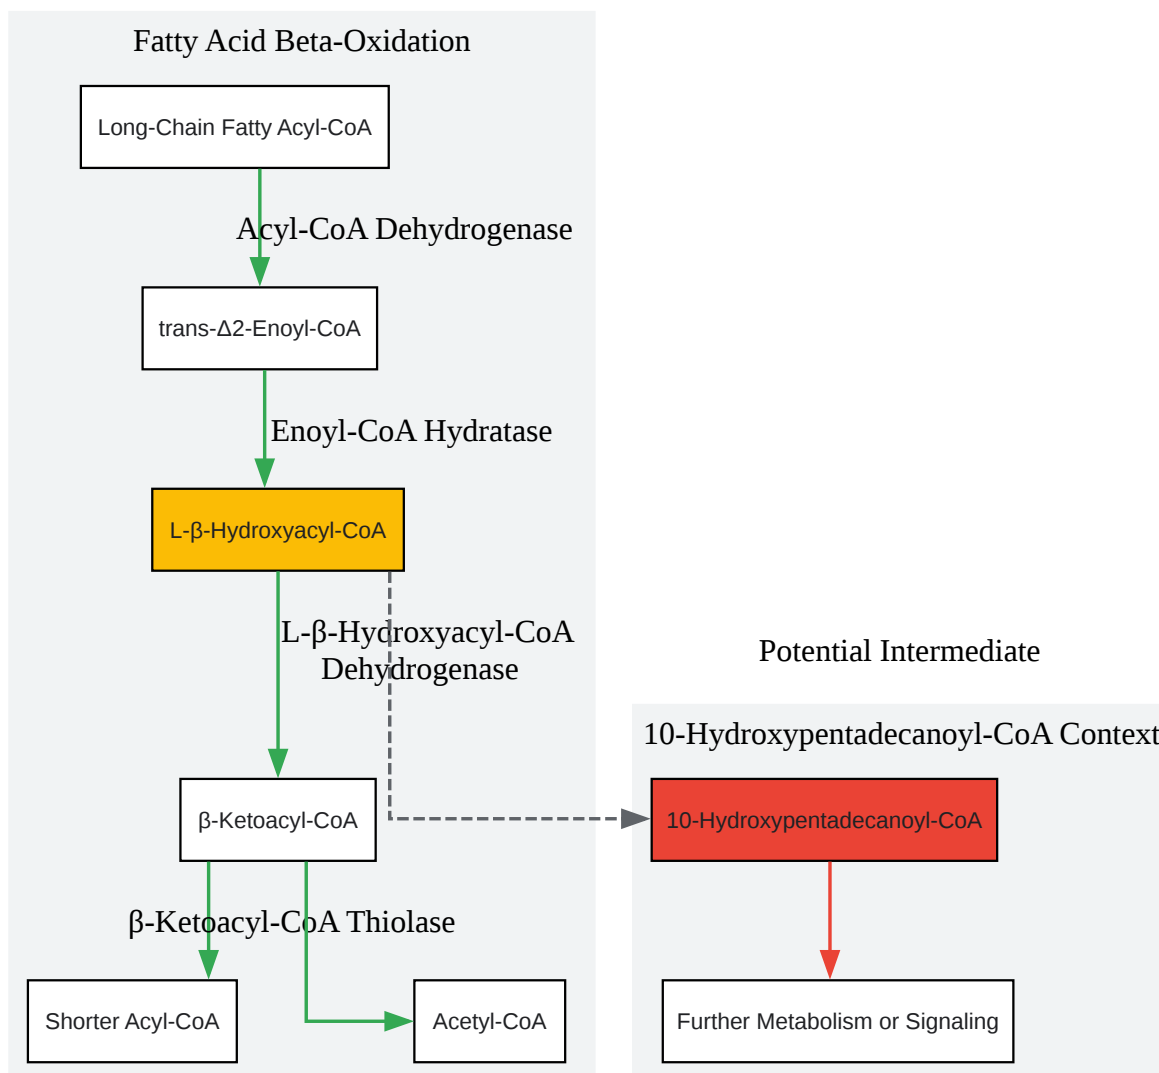 Fatty Acid Beta-Oxidation
Long-Chain Fatty Acyl-CoA
Acyl-CoA Dehydrogenase
trans-Δ2-Enoyl-CoA
Enoyl-CoA Hydratase
L-β-Hydroxyacyl-CoA
L-β-Hydroxyacyl-CoA
Dehydrogenase
β-Ketoacyl-CoA
β-Ketoacyl-CoA Thiolase
Shorter Acyl-CoA
Acetyl-CoA
Potential Intermediate
10-Hydroxypentadecanoyl-CoA Context
10-Hydroxypentadecanoyl-CoA
Further Metabolism or Signaling